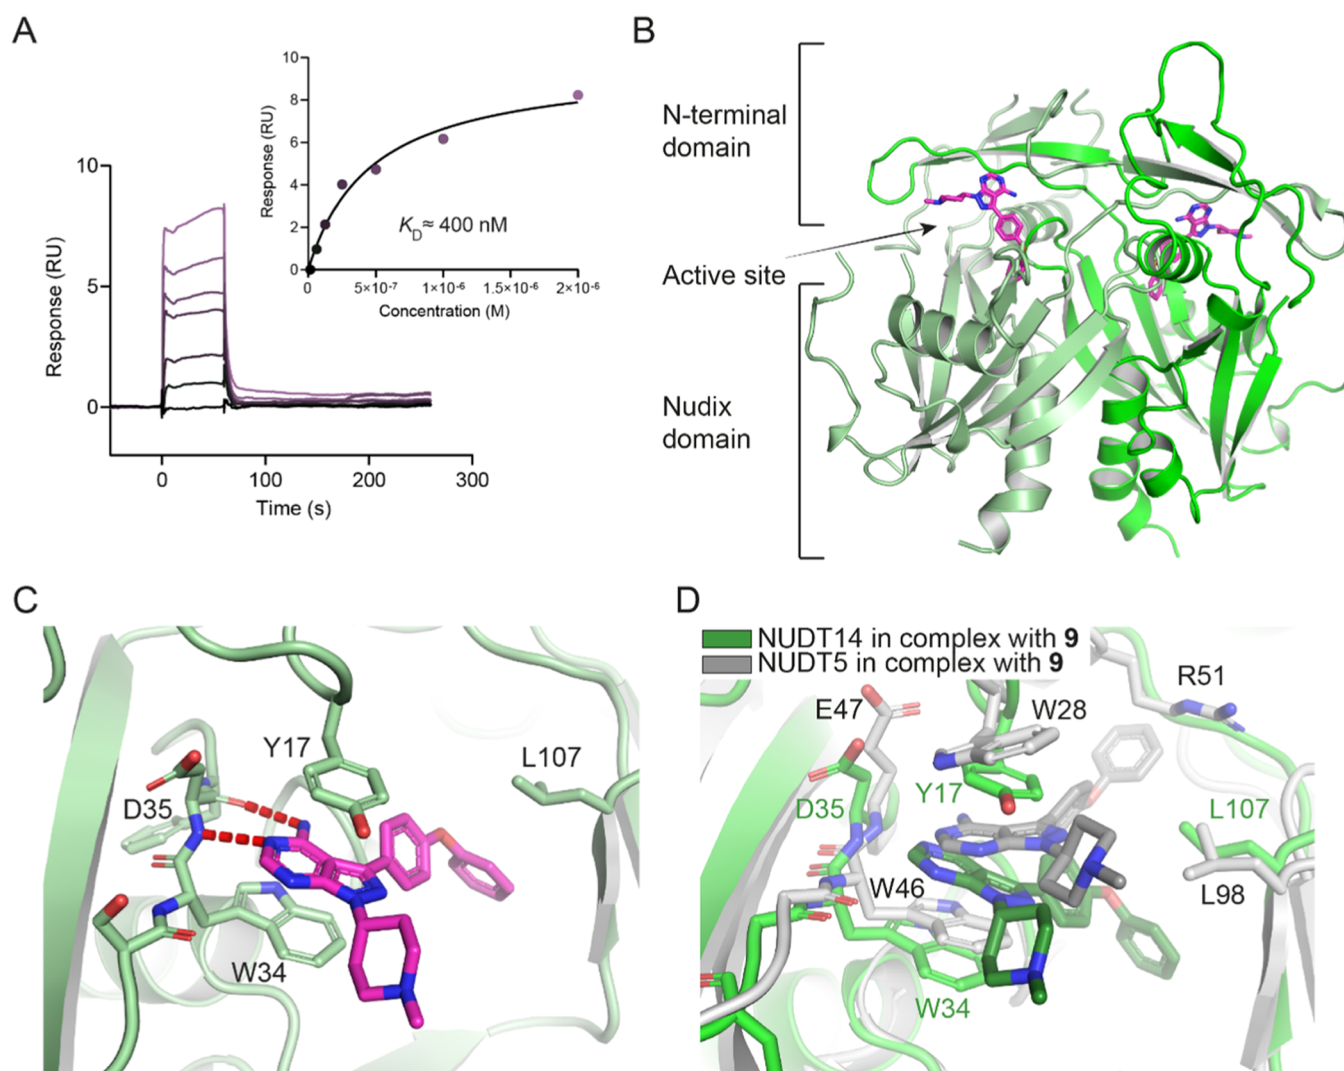 A
10
5
0
Response (RU)
0
100
200
300
Time (s)
10
8
6
4
2
0
Response (RU)
K_D ≈ 400 nM
0
5×10⁻⁷
1×10⁻⁶
1.5×10⁻⁶
2×10⁻⁶
Concentration (M)
B
N-terminal
domain
Active site
Nudix
domain
C
Y17
L107
D35
W34
D
NUDT14 in complex with 9
NUDT5 in complex with 9
R51
E47
W28
D35
Y17
L107
W46
L98
W34